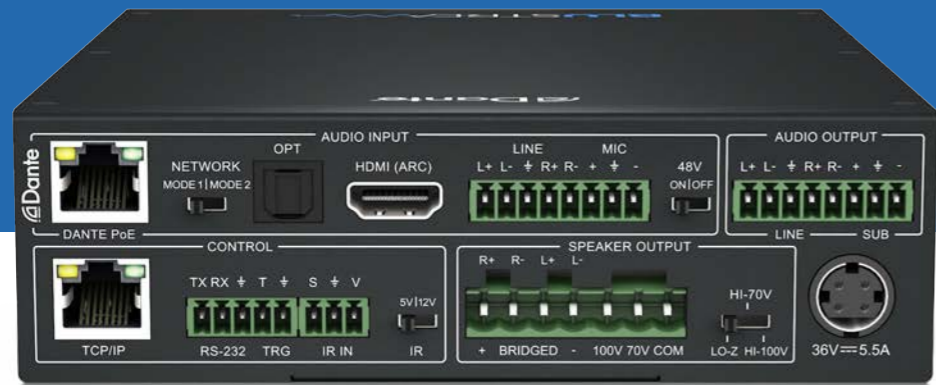 BLUSTREAM
Dante
Dante
AUDIO INPUT
AUDIO OUTPUT
OPT
LINE MIC
NETWORK
HDMI (ARC)
L+ L- ⏚ R+ R- + ⏚ -
48V
L+ L- ⏚ R+ R- + ⏚ -
MODE 1|MODE 2
ON|OFF
DANTE PoE
LINE SUB
CONTROL
SPEAKER OUTPUT
R+ R- L+ L-
TX RX ⏚ T ⏚ S ⏚ V
5V|12V
HI-70V
TCP/IP
RS-232 TRG IR IN IR
+ BRIDGED - 100V 70V COM
LO-Z HI-100V
36V⎓5.5A